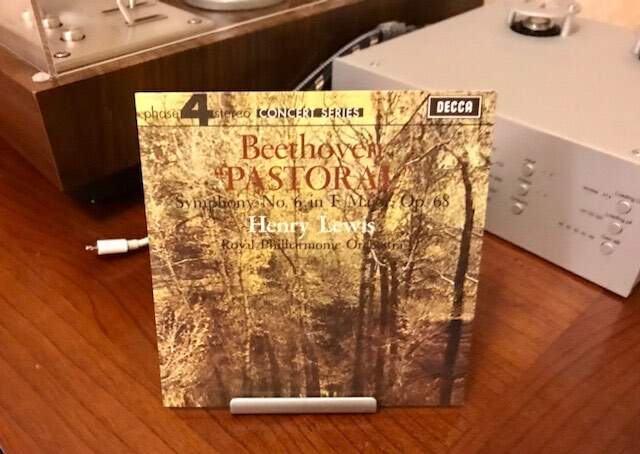 phase 4 stereo CONCERT SERIES
DECCA
Beethoven
"PASTORAL"
Symphony No. 6, in F Major, Op. 68
Henry Lewis
Royal Philharmonic Orchestra